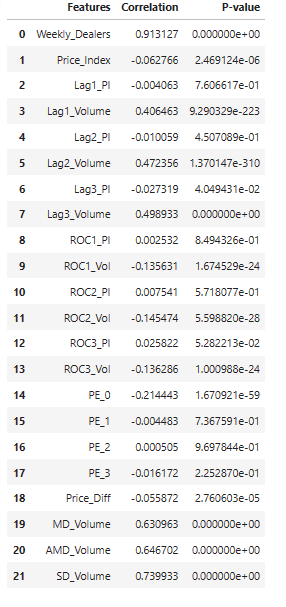 Features Correlation P-value
0 Weekly_Dealers 0.913127 0.000000e+00
1 Price_Index -0.062766 2.469124e-06
2 Lag1_PI -0.004063 7.606617e-01
3 Lag1_Volume 0.406463 9.290329e-223
4 Lag2_PI -0.010059 4.507089e-01
5 Lag2_Volume 0.472356 1.370147e-310
6 Lag3_PI -0.027319 4.049431e-02
7 Lag3_Volume 0.498933 0.000000e+00
8 ROC1_PI 0.002532 8.494326e-01
9 ROC1_Vol -0.135631 1.674529e-24
10 ROC2_PI 0.007541 5.718077e-01
11 ROC2_Vol -0.145474 5.598820e-28
12 ROC3_PI 0.025822 5.282213e-02
13 ROC3_Vol -0.136286 1.000988e-24
14 PE_0 -0.214443 1.670921e-59
15 PE_1 -0.004483 7.367591e-01
16 PE_2 0.000505 9.697844e-01
17 PE_3 -0.016172 2.252870e-01
18 Price_Diff -0.055872 2.760603e-05
19 MD_Volume 0.630963 0.000000e+00
20 AMD_Volume 0.646702 0.000000e+00
21 SD_Volume 0.739933 0.000000e+00